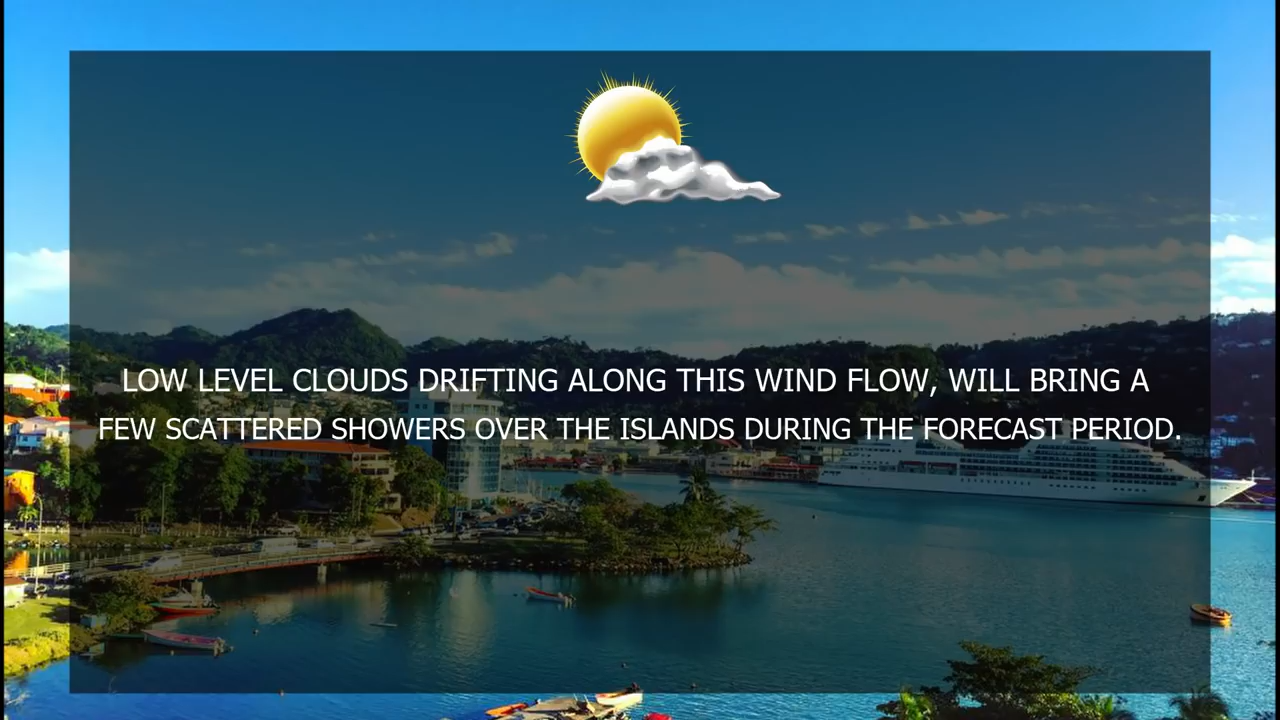 LOW LEVEL CLOUDS DRIFTING ALONG THIS WIND FLOW, WILL BRING A
FEW SCATTERED SHOWERS OVER THE ISLANDS DURING THE FORECAST PERIOD.